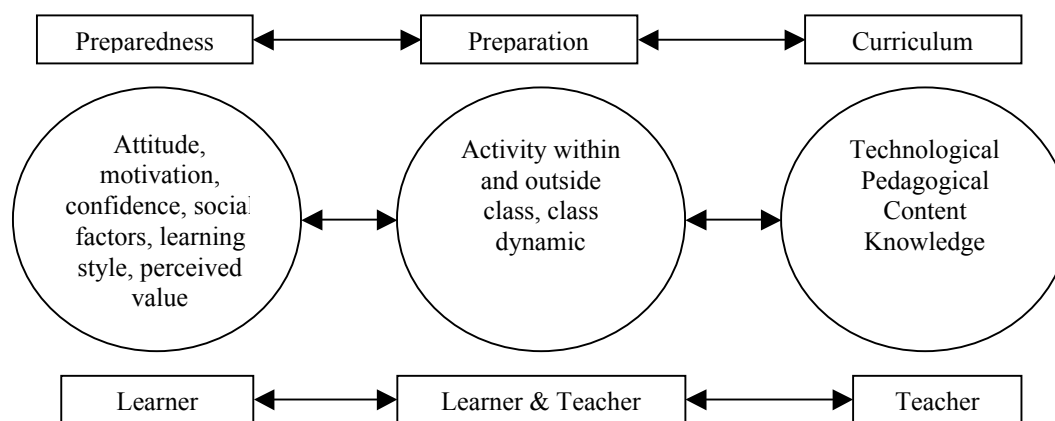 Preparedness
Preparation
Curriculum
Attitude,
motivation,
confidence, social
factors, learning
style, perceived
value
Activity within
and outside
class, class
dynamic
Technological
Pedagogical
Content
Knowledge
Learner
Learner & Teacher
Teacher